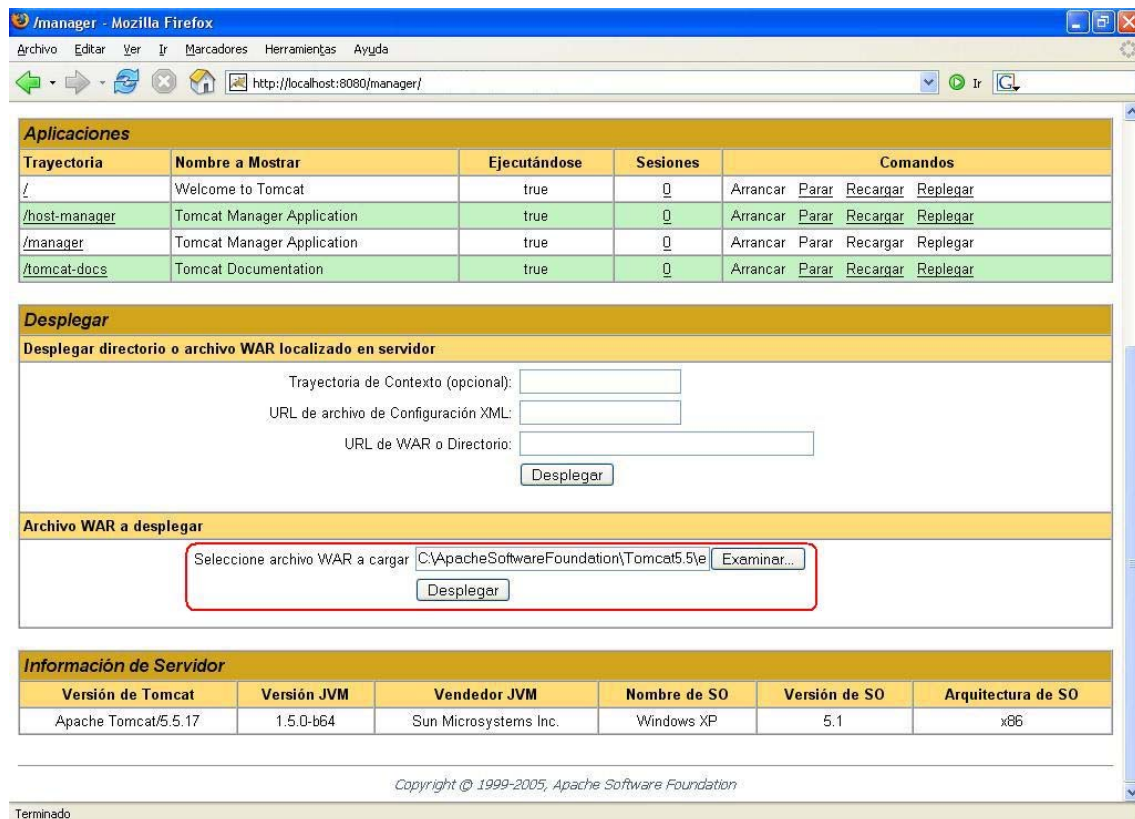 /manager - Mozilla Firefox
Archivo Editar Ver Ir Marcadores Herramientas Ayuda
http://localhost:8080/manager/ Ir G
Aplicaciones
Trayectoria Nombre a Mostrar Ejecutándose Sesiones Comandos
/ Welcome to Tomcat true 0 Arrancar Parar Recargar Replegar
/host-manager Tomcat Manager Application true 0 Arrancar Parar Recargar Replegar
/manager Tomcat Manager Application true 0 Arrancar Parar Recargar Replegar
/tomcat-docs Tomcat Documentation true 0 Arrancar Parar Recargar Replegar
Desplegar
Desplegar directorio o archivo WAR localizado en servidor
Trayectoria de Contexto (opcional):
URL de archivo de Configuración XML:
URL de WAR o Directorio:
Desplegar
Archivo WAR a desplegar
Seleccione archivo WAR a cargar C:\ApacheSoftwareFoundation\Tomcat5.5\e Examinar...
Desplegar
Información de Servidor
Versión de Tomcat Versión JVM Vendedor JVM Nombre de SO Versión de SO Arquitectura de SO
Apache Tomcat/5.5.17 1.5.0-b64 Sun Microsystems Inc. Windows XP 5.1 x86
Copyright © 1999-2005, Apache Software Foundation
Terminado